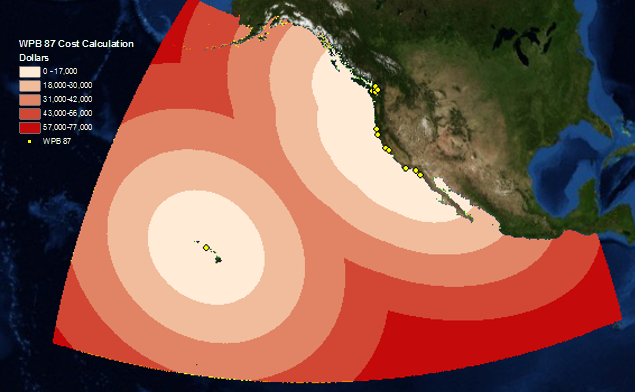 WPB 87 Cost Calculation
Dollars
0 -17,000
18,000-30,000
31,000-42,000
43,000-56,000
57,000-77,000
WPB 87